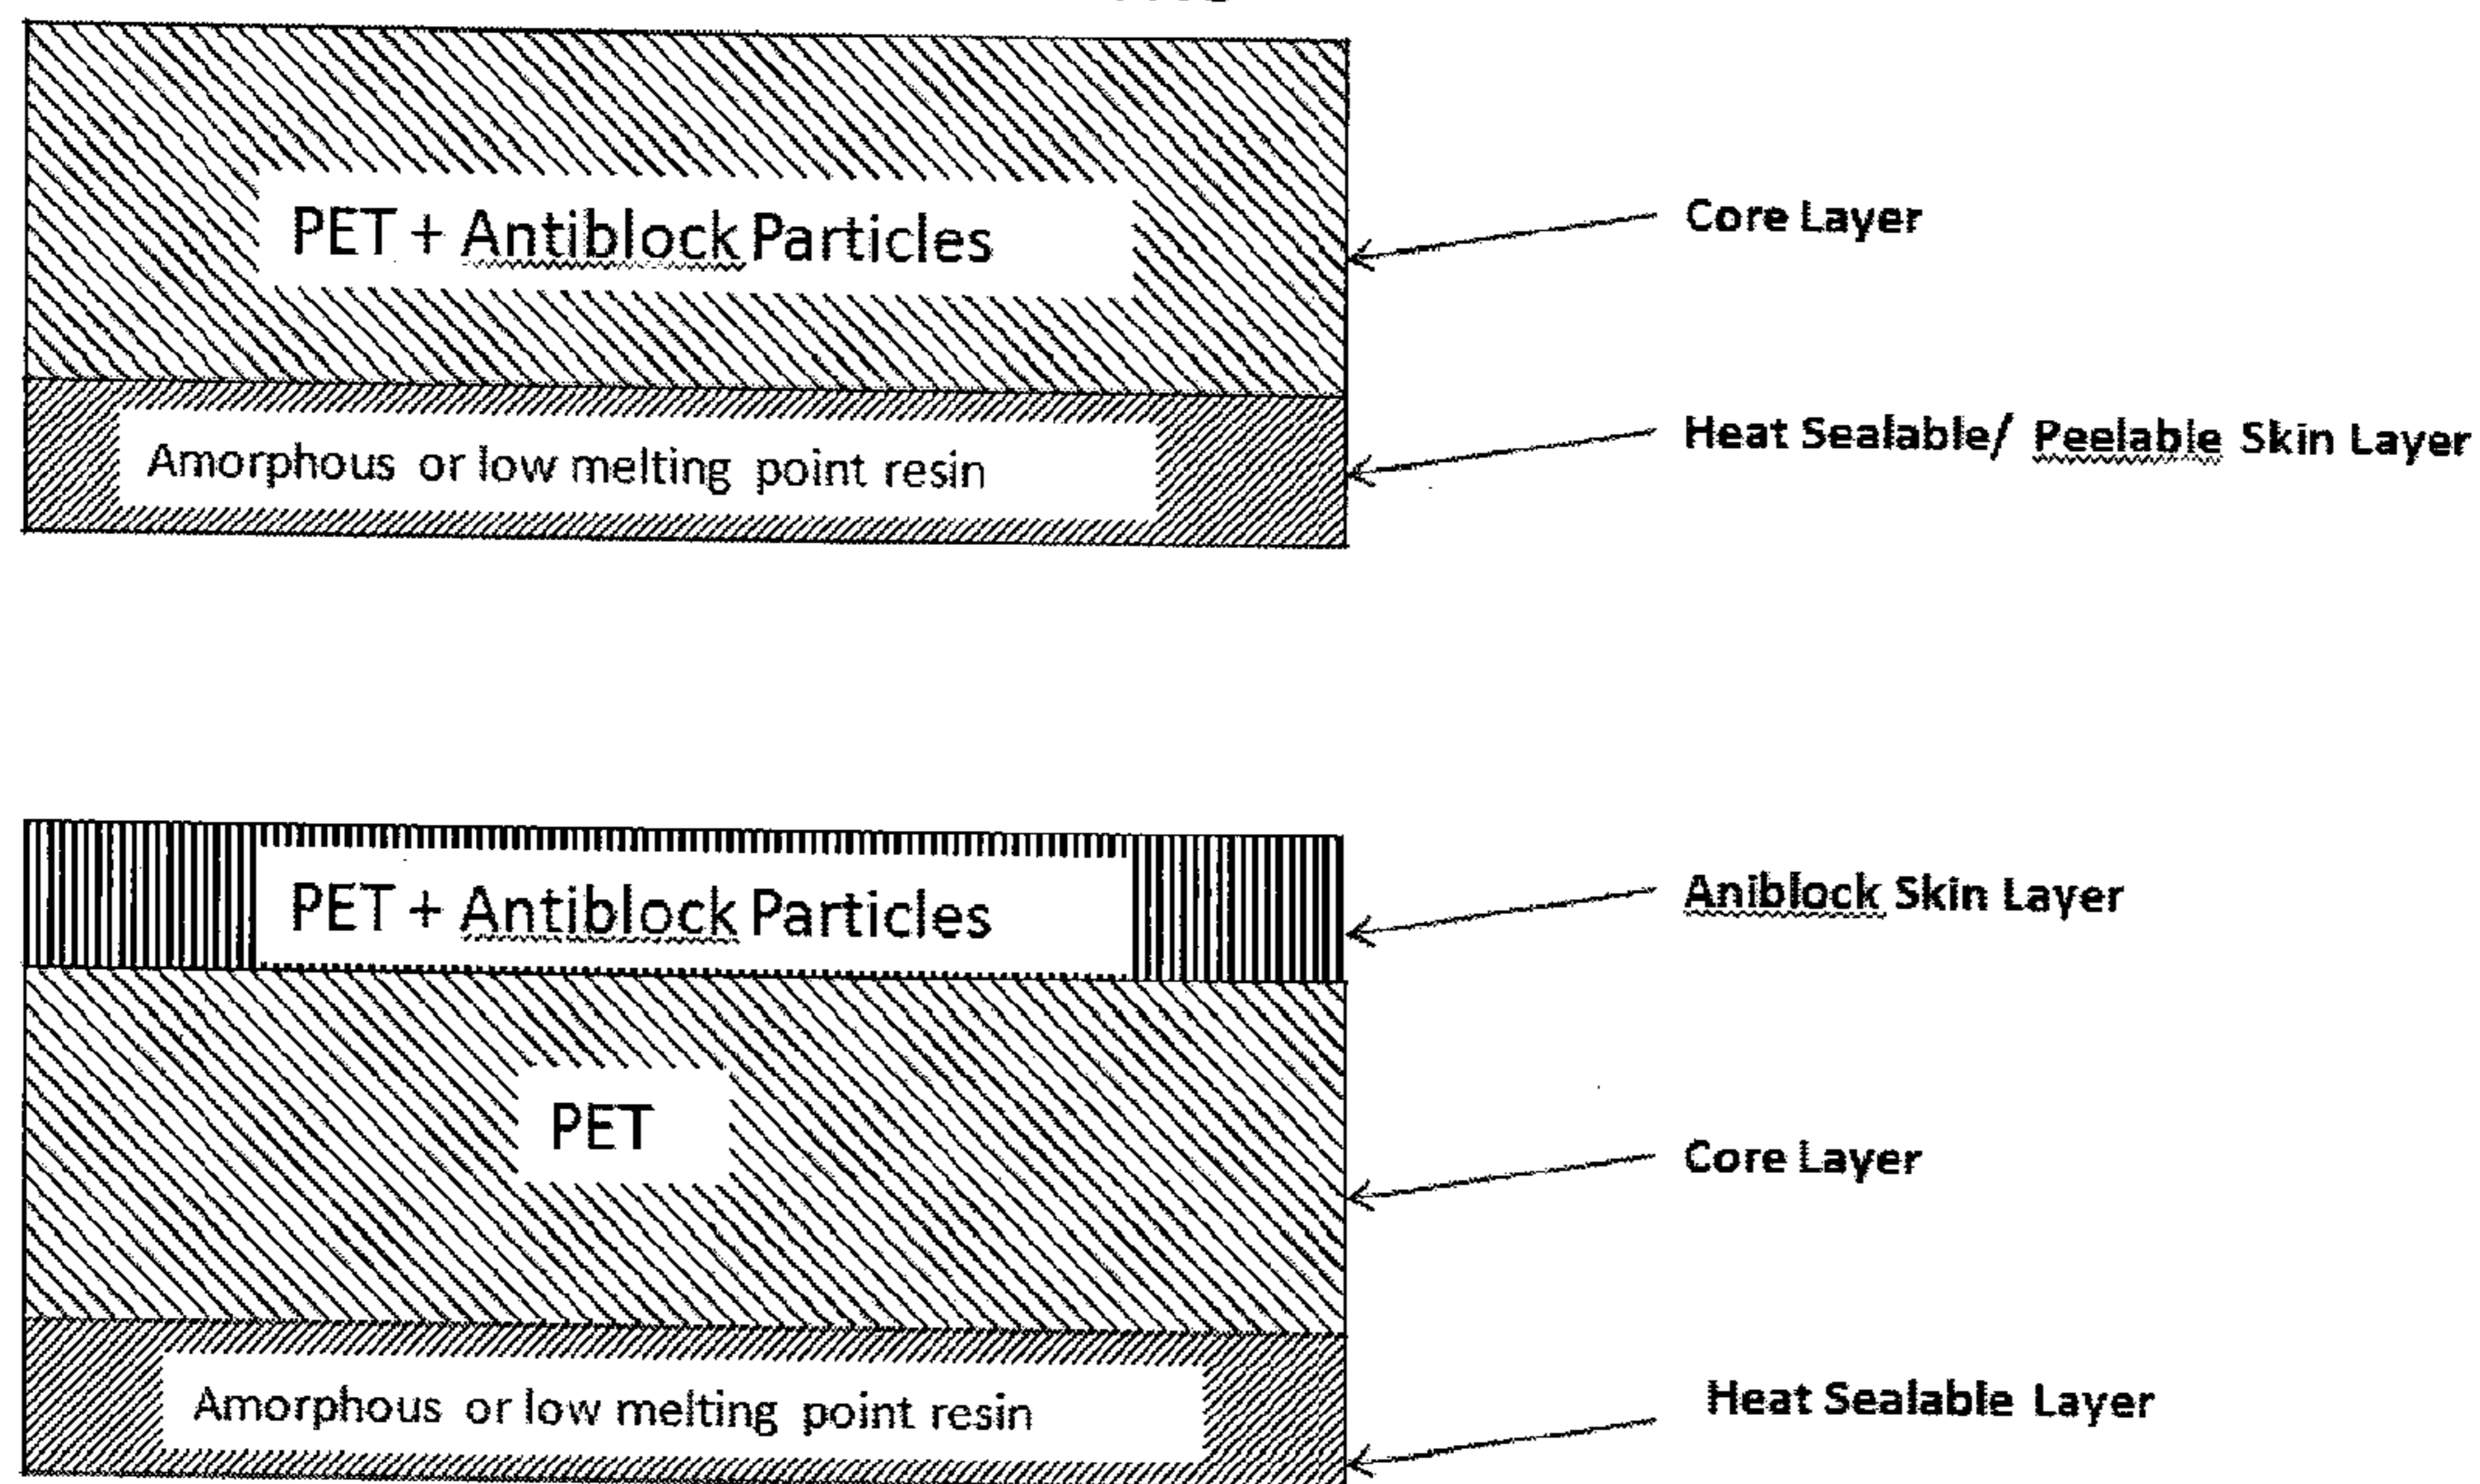 PET + Antiblock Particles
Core Layer
Amorphous or low melting point resin
Heat Sealable/ Peelable Skin Layer
PET + Antiblock Particles
Aniblock Skin Layer
PET
Core Layer
Amorphous or low melting point resin
Heat Sealable Layer